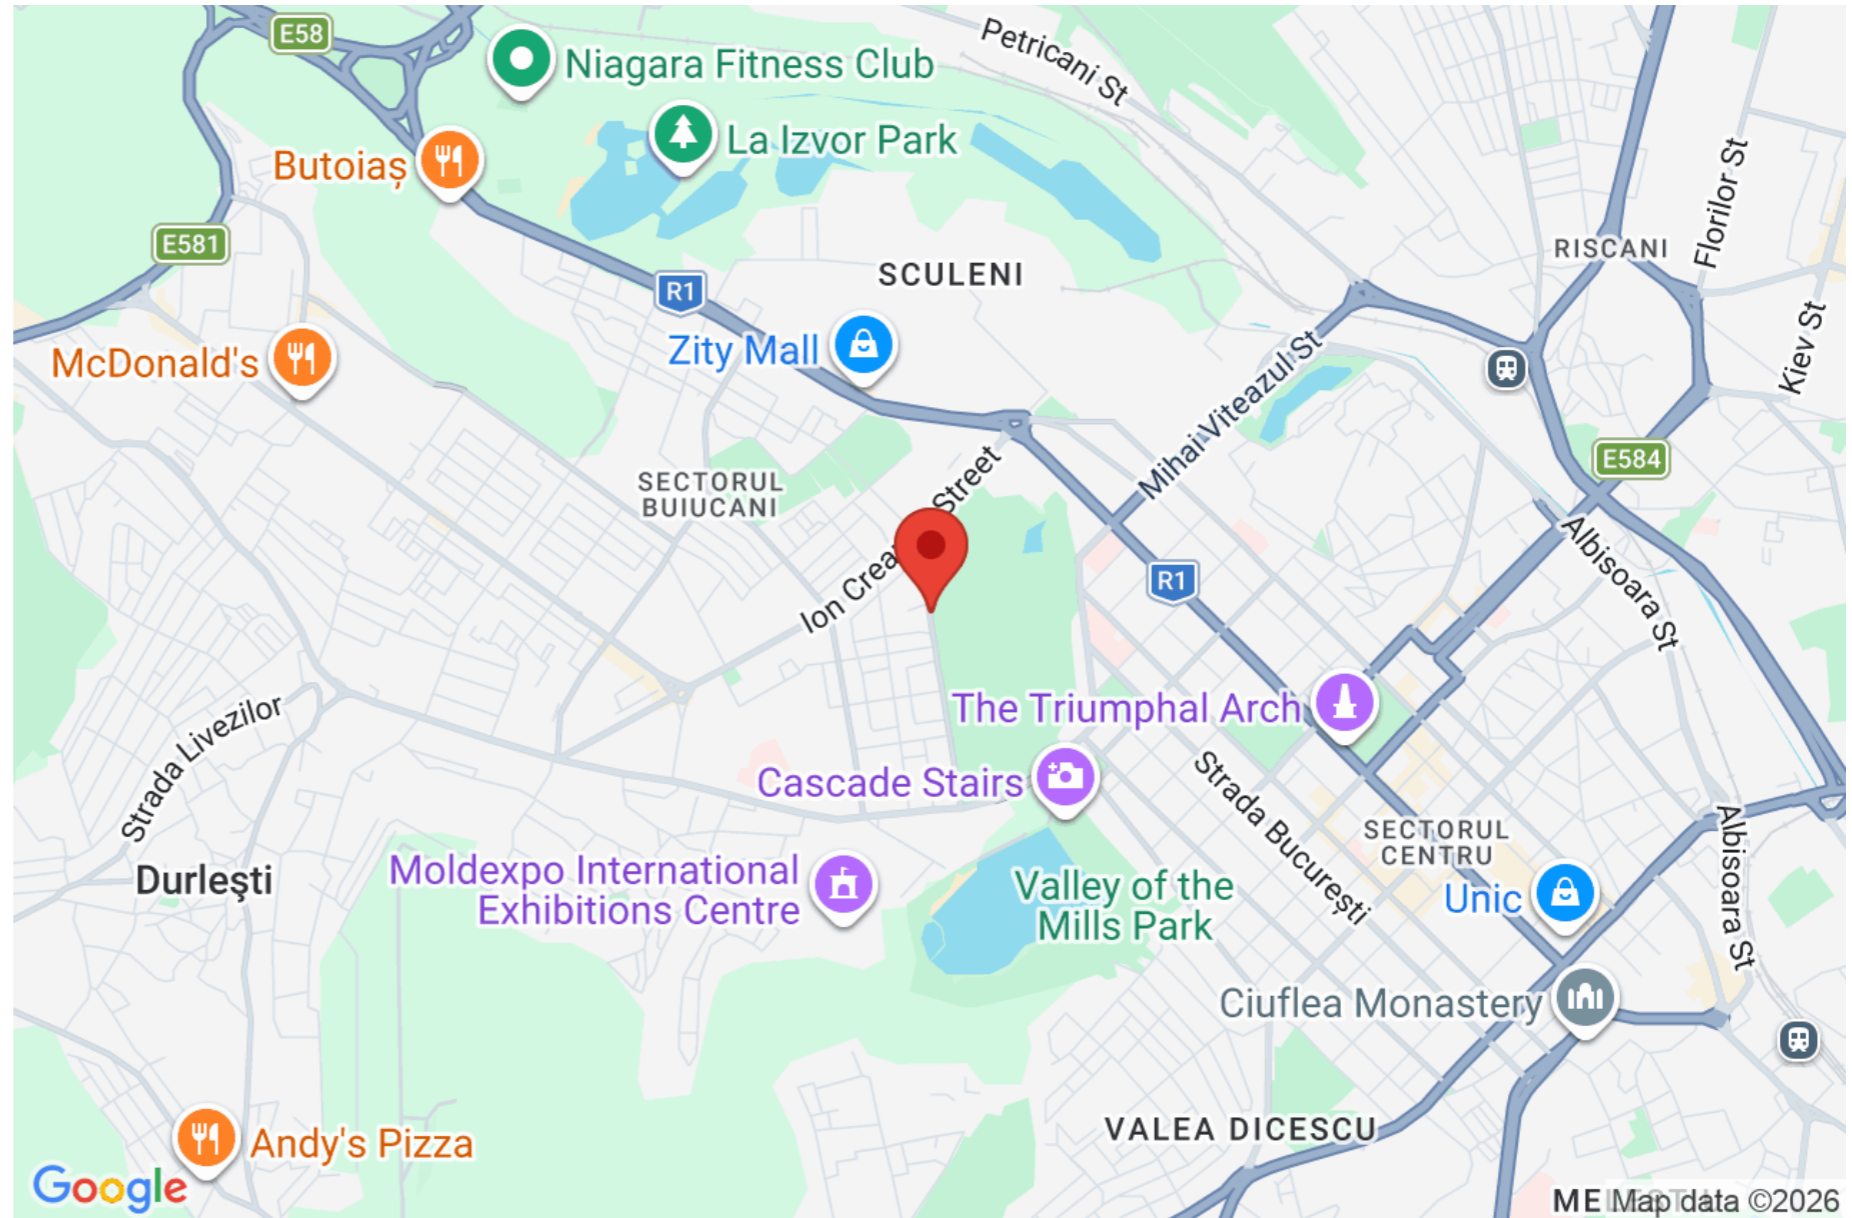 E58
Niagara Fitness Club
Petricani St
La Izvor Park
Butoiaș
Florilor St
E581
RISCANI
SCULENI
R1
Zity Mall
McDonald's
Mihai Viteazul St
Kiev St
E584
SECTORUL
BUIUCANI
Street
Ion Crea
R1
Albisoara St
The Triumphal Arch
Strada Livezilor
Cascade Stairs
Strada București
SECTORUL
CENTRU
Albisoara St
Durleşti
Moldexpo International
Exhibitions Centre
Valley of the
Mills Park
Unic
Ciuflea Monastery
VALEA DICESCU
Andy's Pizza
Google
Map data ©2026